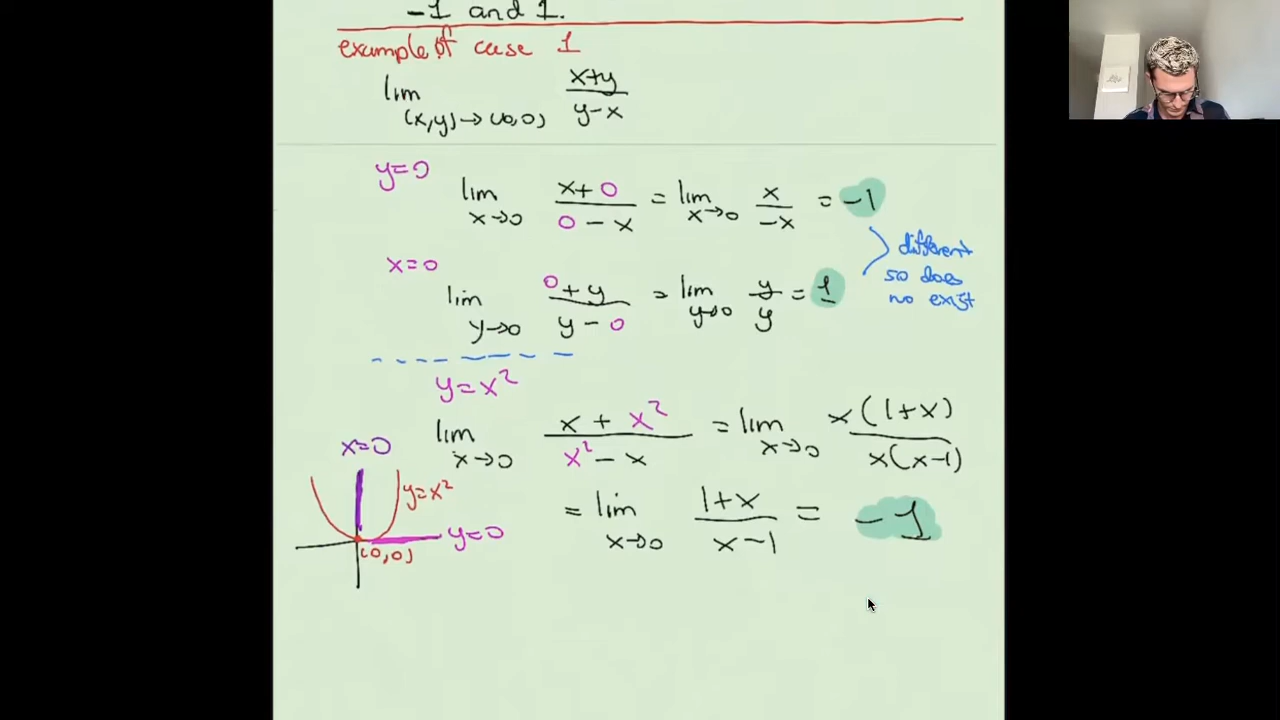 -1 and 1.
example of case 1
lim (x,y)→(0,0) x+y / y-x
y=0
lim x→0 x+0 / 0-x = lim x→0 x / -x = -1
different
so does
no exist
x=0
lim y→0 0+y / y-0 = lim y→0 y / y = 1
y=x²
lim x→0 x+x² / x²-x = lim x→0 x(1+x) / x(x-1)
= lim x→0 1+x / x-1 = -1
x=0
y=x²
y=0
(0,0)